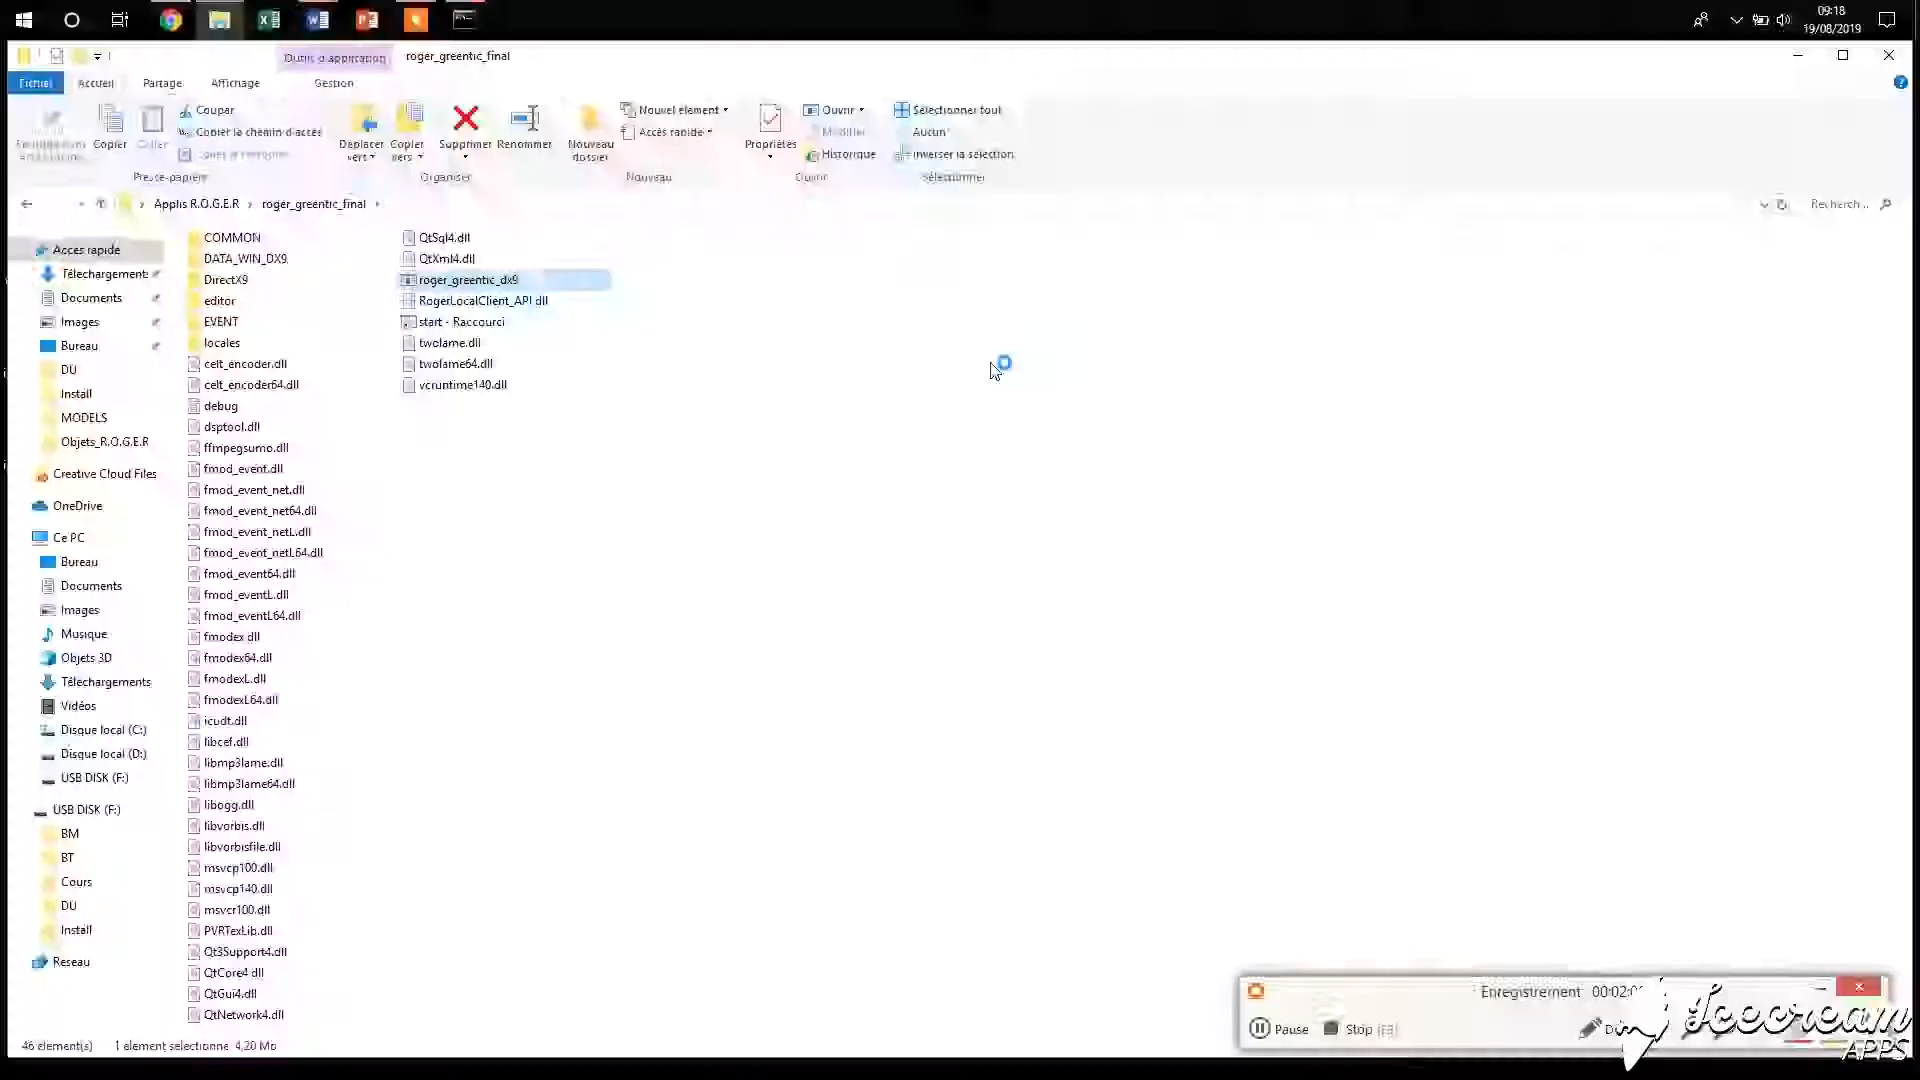 09:18
19/08/2019
Outils d'application
roger_greentic_final
Fichier
Accueil
Partage
Affichage
Gestion
Copier
Coller
Couper
Copier le chemin d'accès
Déplacer
vers
Copier
vers
Supprimer
Renommer
Nouveau
dossier
Nouvel élément
Accès rapide
Propriétés
Ouvrir
Modifier
Historique
Sélectionner tout
Aucun
Inverser la sélection
Presse-papiers
Organiser
Nouveau
Ouvrir
Sélectionner
Applis R.O.G.E.R > roger_greentic_final >
Recherch...
Accès rapide
Téléchargements
Documents
Images
Bureau
DU
Install
MODELS
Objets_R.O.G.E.R
Creative Cloud Files
OneDrive
Ce PC
Bureau
Documents
Images
Musique
Objets 3D
Téléchargements
Vidéos
Disque local (C:)
Disque local (D:)
USB DISK (F:)
USB DISK (F:)
BM
BT
Cours
DU
Install
Réseau
COMMON
DATA_WIN_DX9
DirectX9
editor
EVENT
locales
celt_encoder.dll
celt_encoder64.dll
debug
dsptool.dll
ffmpegsumo.dll
fmod_event.dll
fmod_event_net.dll
fmod_event_net64.dll
fmod_event_netL.dll
fmod_event_netL64.dll
fmod_event64.dll
fmod_eventL.dll
fmod_eventL64.dll
fmodex.dll
fmodex64.dll
fmodexL.dll
fmodexL64.dll
icudt.dll
libcef.dll
libmp3lame.dll
libmp3lame64.dll
libogg.dll
libvorbis.dll
libvorbisfile.dll
msvcp100.dll
msvcp140.dll
msvcr100.dll
PVRTexLib.dll
Qt3Support4.dll
QtCore4.dll
QtGui4.dll
QtNetwork4.dll
QtSql4.dll
QtXml4.dll
roger_greentic_dx9
RogerLocalClient_API.dll
start - Raccourci
twolame.dll
twolame64.dll
vcruntime140.dll
46 élément(s)
1 élément sélectionné 4,20 Mo
Enregistrement 00:02:
Pause
Stop (F8)
Icecream
APPS